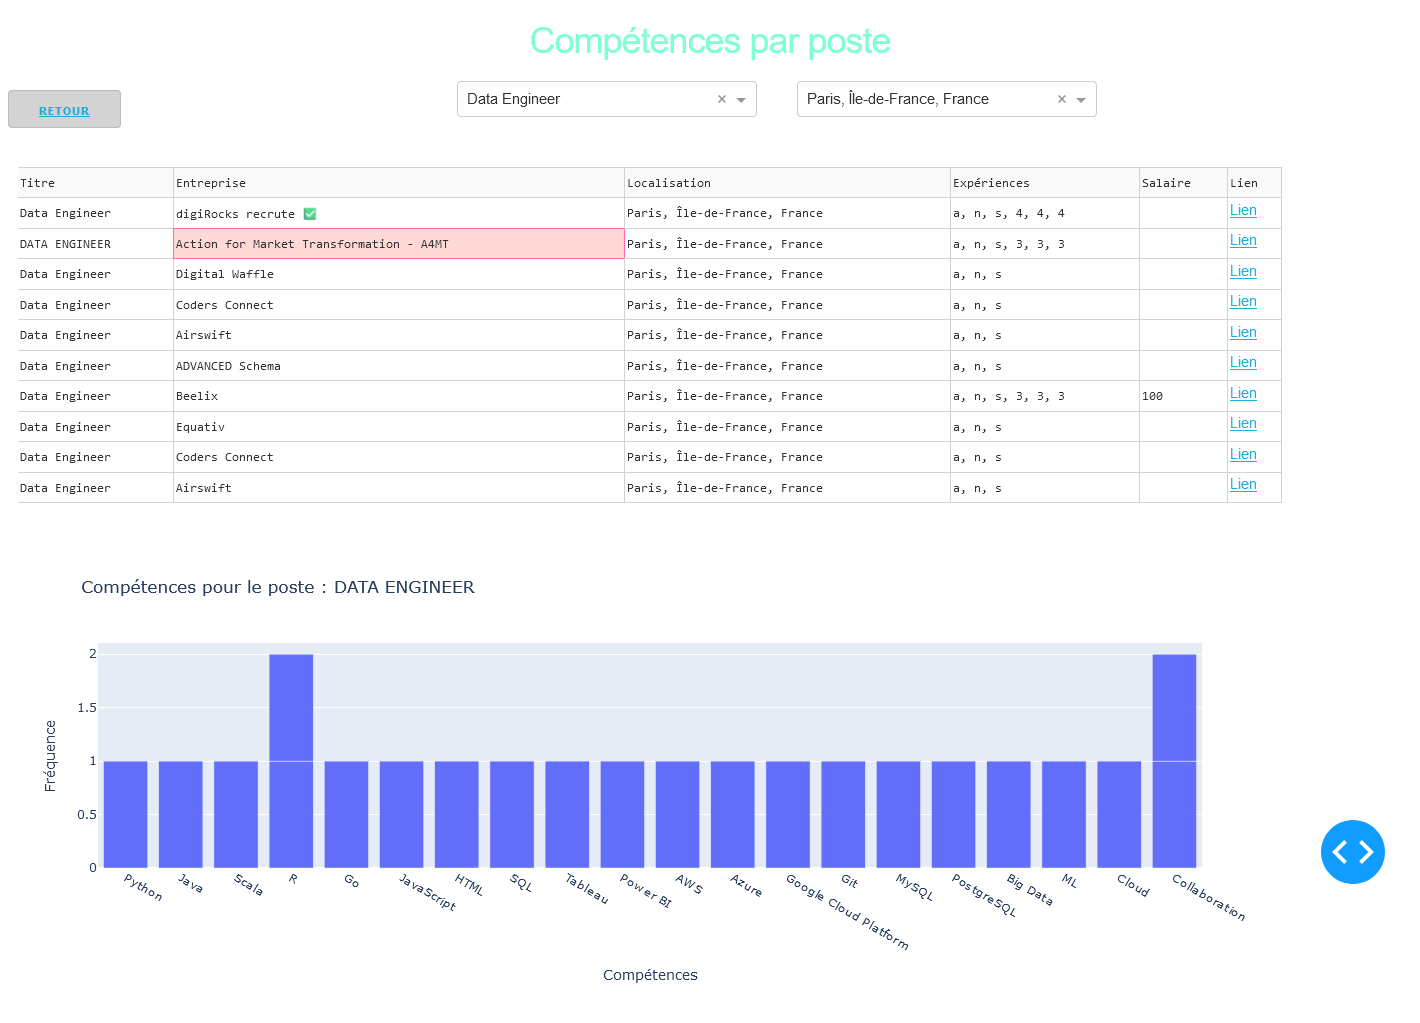 Compétences par poste
RETOUR
Data Engineer × Paris, Île-de-France, France ×
Titre Entreprise Localisation Expériences Salaire Lien
Data Engineer digiRocks recrute ✅ Paris, Île-de-France, France a, n, s, 4, 4, 4 Lien
DATA ENGINEER Action for Market Transformation - A4MT Paris, Île-de-France, France a, n, s, 3, 3, 3 Lien
Data Engineer Digital Waffle Paris, Île-de-France, France a, n, s Lien
Data Engineer Coders Connect Paris, Île-de-France, France a, n, s Lien
Data Engineer Airswift Paris, Île-de-France, France a, n, s Lien
Data Engineer ADVANCED Schema Paris, Île-de-France, France a, n, s Lien
Data Engineer Beelix Paris, Île-de-France, France a, n, s, 3, 3, 3 100 Lien
Data Engineer Equativ Paris, Île-de-France, France a, n, s Lien
Data Engineer Coders Connect Paris, Île-de-France, France a, n, s Lien
Data Engineer Airswift Paris, Île-de-France, France a, n, s Lien
Compétences pour le poste : DATA ENGINEER
Fréquence
2
1.5
1
0.5
0
Python Java Scala R Go JavaScript HTML SQL Tableau Power BI AWS Azure Google Cloud Platform Git MySQL PostgreSQL Big Data ML Cloud Collaboration
Compétences